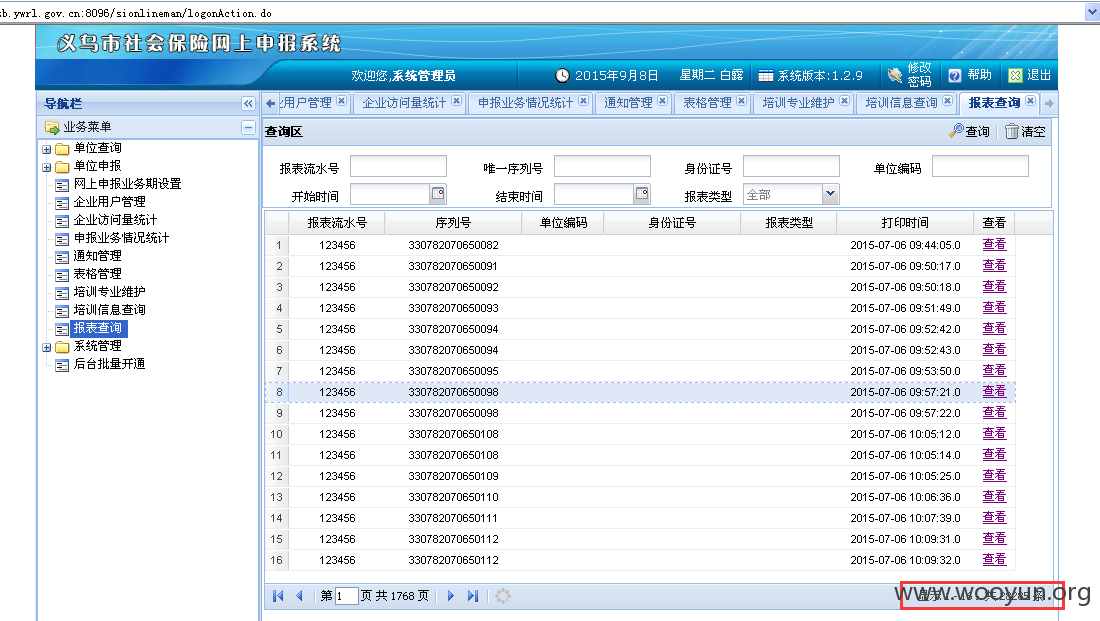 zb.ywrl.gov.cn:8096/sionlineman/logonAction.do
义乌市社会保险网上申报系统
欢迎您,系统管理员 2015年9月8日 星期二 白露 系统版本:1.2.9 修改密码 帮助 退出
导航栏
业务菜单
单位查询
单位申报
网上申报业务期设置
企业用户管理
企业访问量统计
申报业务情况统计
通知管理
表格管理
培训专业维护
培训信息查询
报表查询
系统管理
后台批量开通
业用户管理 企业访问量统计 申报业务情况统计 通知管理 表格管理 培训专业维护 培训信息查询 报表查询
查询区 查询 清空
报表流水号 唯一序列号 身份证号 单位编码
开始时间 结束时间 报表类型 全部
报表流水号 序列号 单位编码 身份证号 报表类型 打印时间 查看
1 123456 330782070650082 2015-07-06 09:44:05.0 查看
2 123456 330782070650091 2015-07-06 09:50:17.0 查看
3 123456 330782070650092 2015-07-06 09:50:18.0 查看
4 123456 330782070650093 2015-07-06 09:51:49.0 查看
5 123456 330782070650094 2015-07-06 09:52:42.0 查看
6 123456 330782070650094 2015-07-06 09:52:43.0 查看
7 123456 330782070650095 2015-07-06 09:53:50.0 查看
8 123456 330782070650098 2015-07-06 09:57:21.0 查看
9 123456 330782070650098 2015-07-06 09:57:22.0 查看
10 123456 330782070650108 2015-07-06 10:05:12.0 查看
11 123456 330782070650108 2015-07-06 10:05:14.0 查看
12 123456 330782070650109 2015-07-06 10:05:25.0 查看
13 123456 330782070650110 2015-07-06 10:06:36.0 查看
14 123456 330782070650111 2015-07-06 10:07:39.0 查看
15 123456 330782070650112 2015-07-06 10:09:31.0 查看
16 123456 330782070650112 2015-07-06 10:09:32.0 查看
第 1 页 共 1768 页
www.wooyun.org